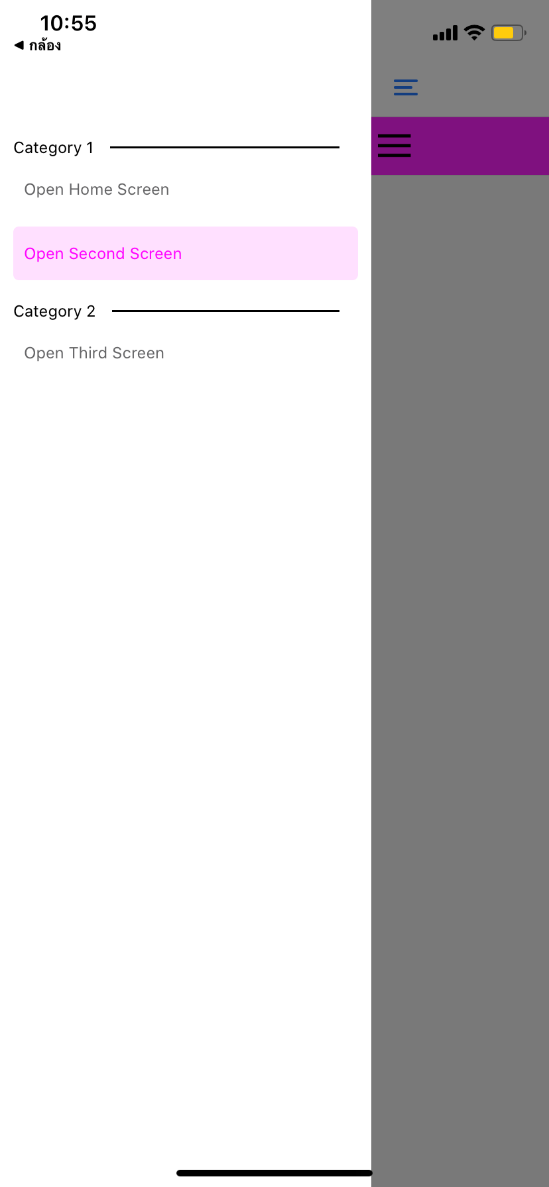 10:55
◀ กล้อง
Category 1
Open Home Screen
Open Second Screen
Category 2
Open Third Screen